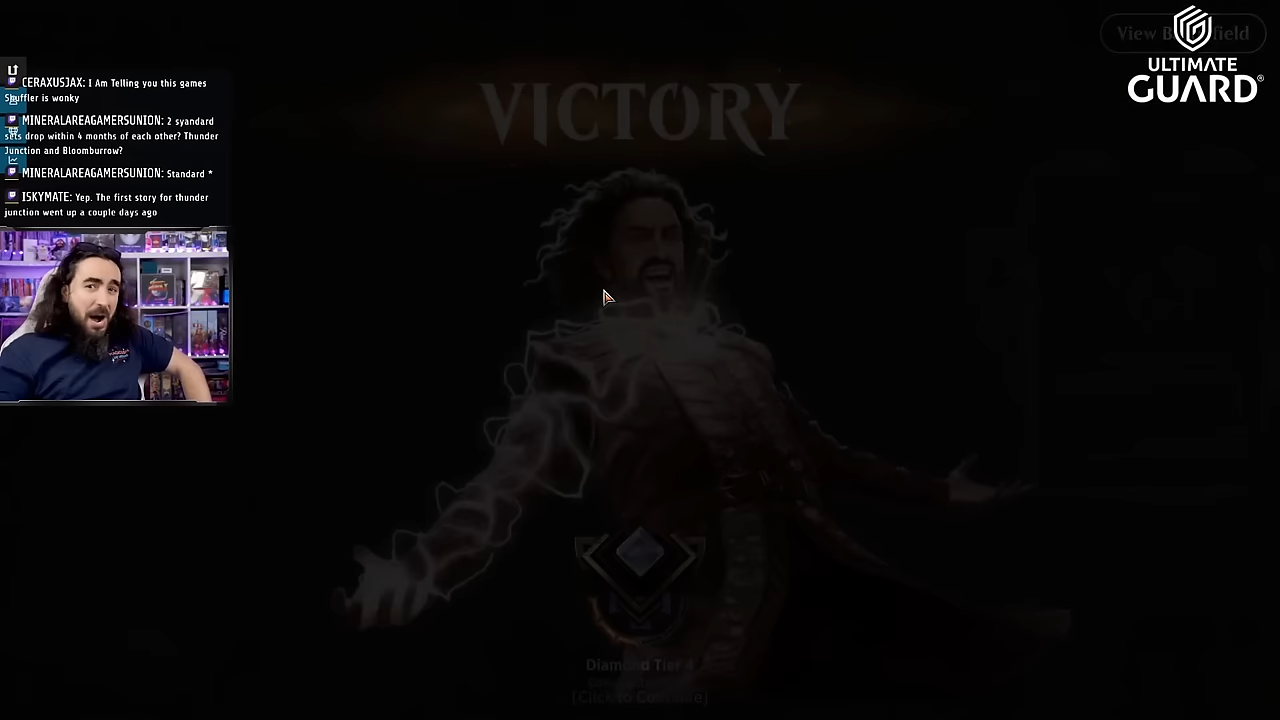 View B field
ULTIMATE
GUARD®
VICTORY
CERAXUSJAX: I Am Telling you this games
Shuffler is wonky
MINERALAREAGAMERSUNION: 2 syandard
sets drop within 4 months of each other? Thunder
Junction and Bloomburrow?
MINERALAREAGAMERSUNION: Standard *
ISKYMATE: Yep. The first story for thunder
junction went up a couple days ago
Diamond Tier 4
[Click to Continue]